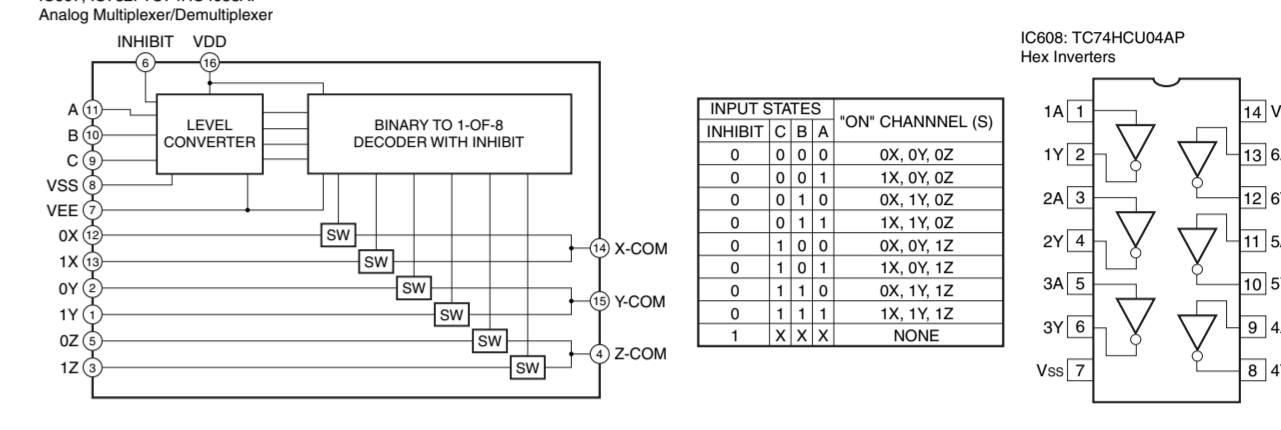 Analog Multiplexer/Demultiplexer
INHIBIT VDD
6 16
A 11
B 10
C 9
VSS 8
VEE 7
0X 12
1X 13
0Y 2
1Y 1
0Z 5
1Z 3
LEVEL
CONVERTER
BINARY TO 1-OF-8
DECODER WITH INHIBIT
SW
SW
SW
SW
SW
SW
14 X-COM
15 Y-COM
4 Z-COM
INPUT STATES "ON" CHANNNEL (S)
INHIBIT C B A
0 0 0 0 0X, 0Y, 0Z
0 0 0 1 1X, 0Y, 0Z
0 0 1 0 0X, 1Y, 0Z
0 0 1 1 1X, 1Y, 0Z
0 1 0 0 0X, 0Y, 1Z
0 1 0 1 1X, 0Y, 1Z
0 1 1 0 0X, 1Y, 1Z
0 1 1 1 1X, 1Y, 1Z
1 X X X NONE
IC608: TC74HCU04AP
Hex Inverters
1A 1
1Y 2
2A 3
2Y 4
3A 5
3Y 6
Vss 7
14 V
13 6
12 6
11 5
10 5
9 4
8 4